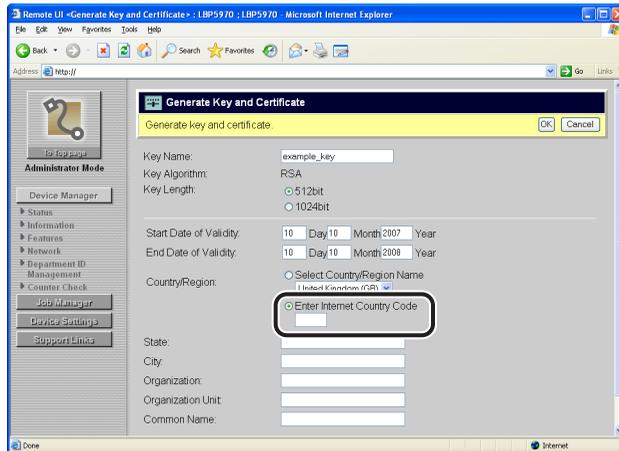 Remote UI <Generate Key and Certificate> : LBP5970 ; LBP5970 - Microsoft Internet Explorer
File Edit View Favorites Tools Help
Back Search Favorites
Address http:// Go Links
To Top page
Administrator Mode
Device Manager
Status
Information
Features
Network
Department ID
Management
Counter Check
Job Manager
Device Settings
Support Links
Generate Key and Certificate
Generate key and certificate. OK Cancel
Key Name: example_key
Key Algorithm: RSA
Key Length: 512bit
1024bit
Start Date of Validity: 10 Day 10 Month 2007 Year
End Date of Validity: 10 Day 10 Month 2008 Year
Country/Region: Select Country/Region Name
United Kingdom (GB)
Enter Internet Country Code
State:
City:
Organization:
Organization Unit:
Common Name:
Done Internet